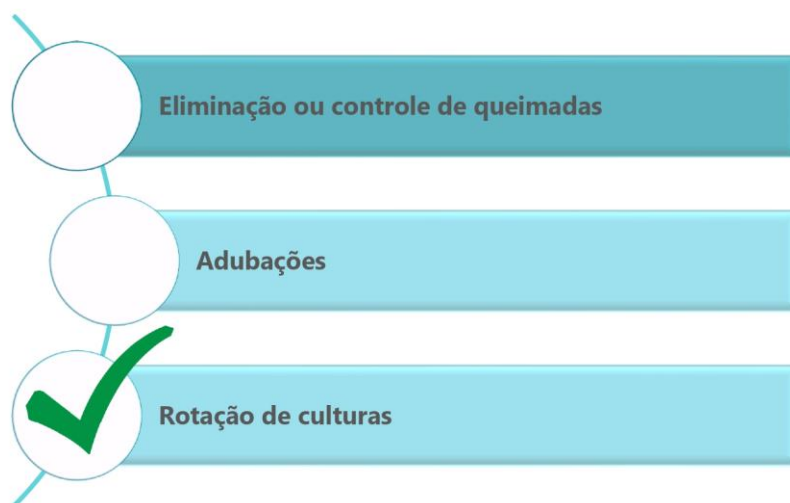 Eliminação ou controle de queimadas
Adubações
Rotação de culturas